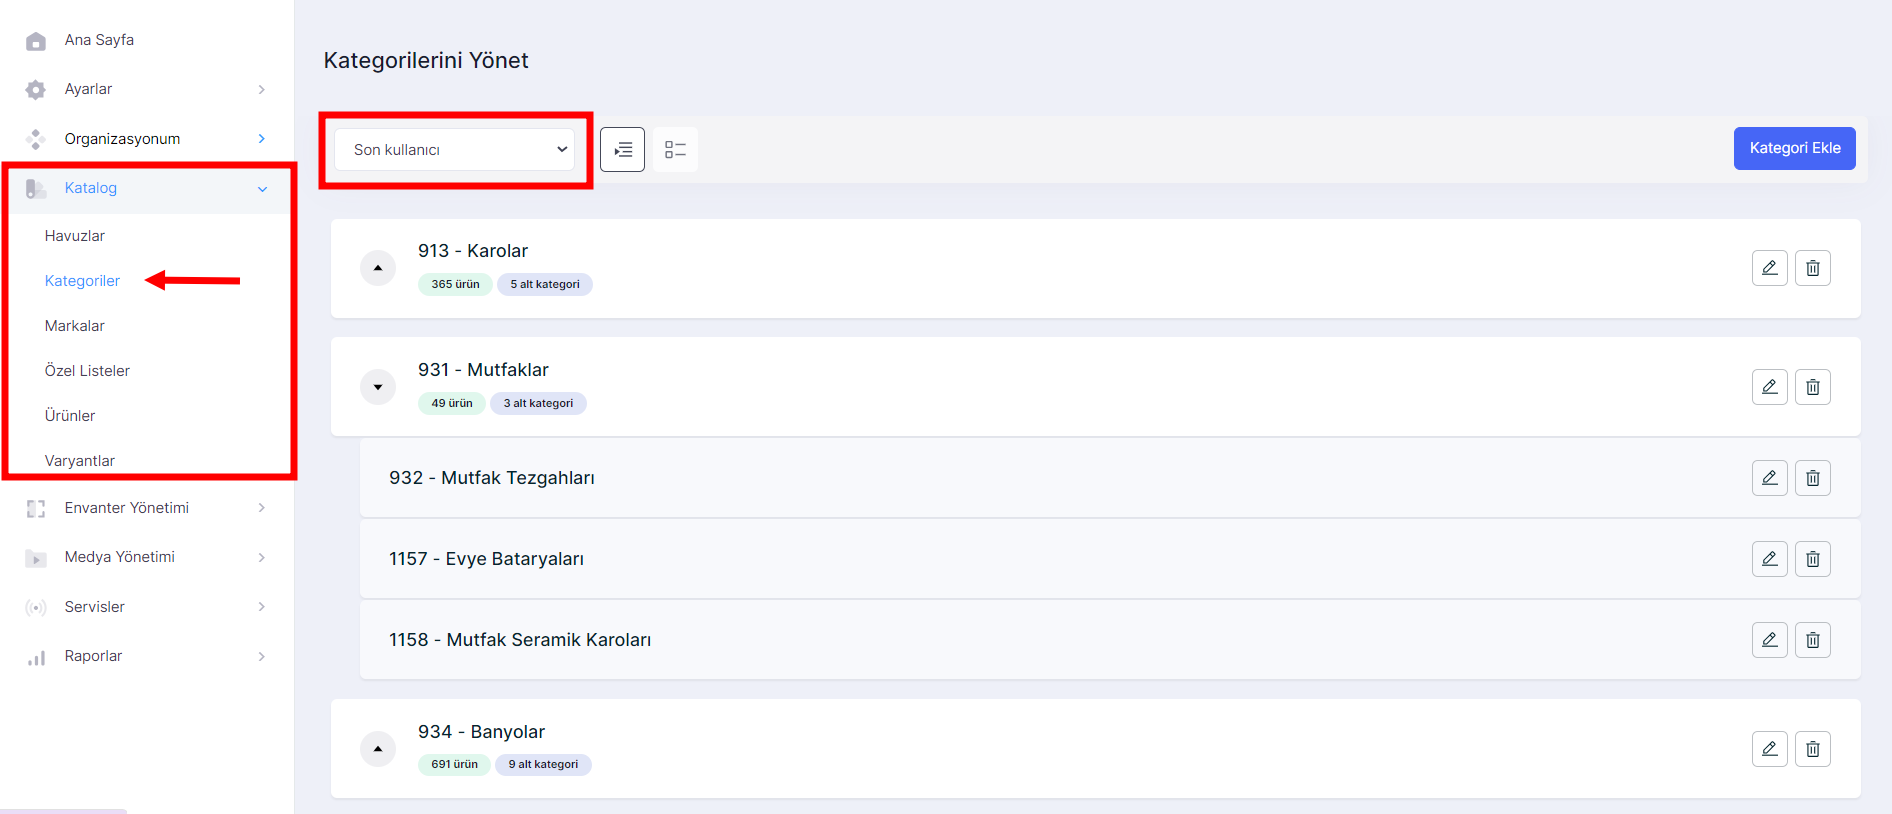 Ana Sayfa
Ayarlar
Organizasyonum
Katalog
Havuzlar
Kategoriler
Markalar
Özel Listeler
Ürünler
Varyantlar
Envanter Yönetimi
Medya Yönetimi
Servisler
Raporlar
Kategorilerini Yönet
Son kullanıcı
Kategori Ekle
913 - Karolar
365 ürün 5 alt kategori
931 - Mutfaklar
49 ürün 3 alt kategori
932 - Mutfak Tezgahları
1157 - Evye Bataryaları
1158 - Mutfak Seramik Karoları
934 - Banyolar
691 ürün 9 alt kategori